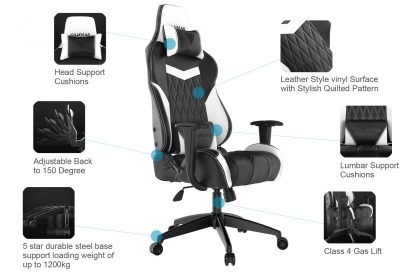 Head Support
Cushions
Leather Style vinyl Surface
with Stylish Quilted Pattern
Adjustable Back
to 150 Degree
Lumbar Support
Cushions
5 star durable steel base
support loading weight of
up to 1200kg
Class 4 Gas Lift